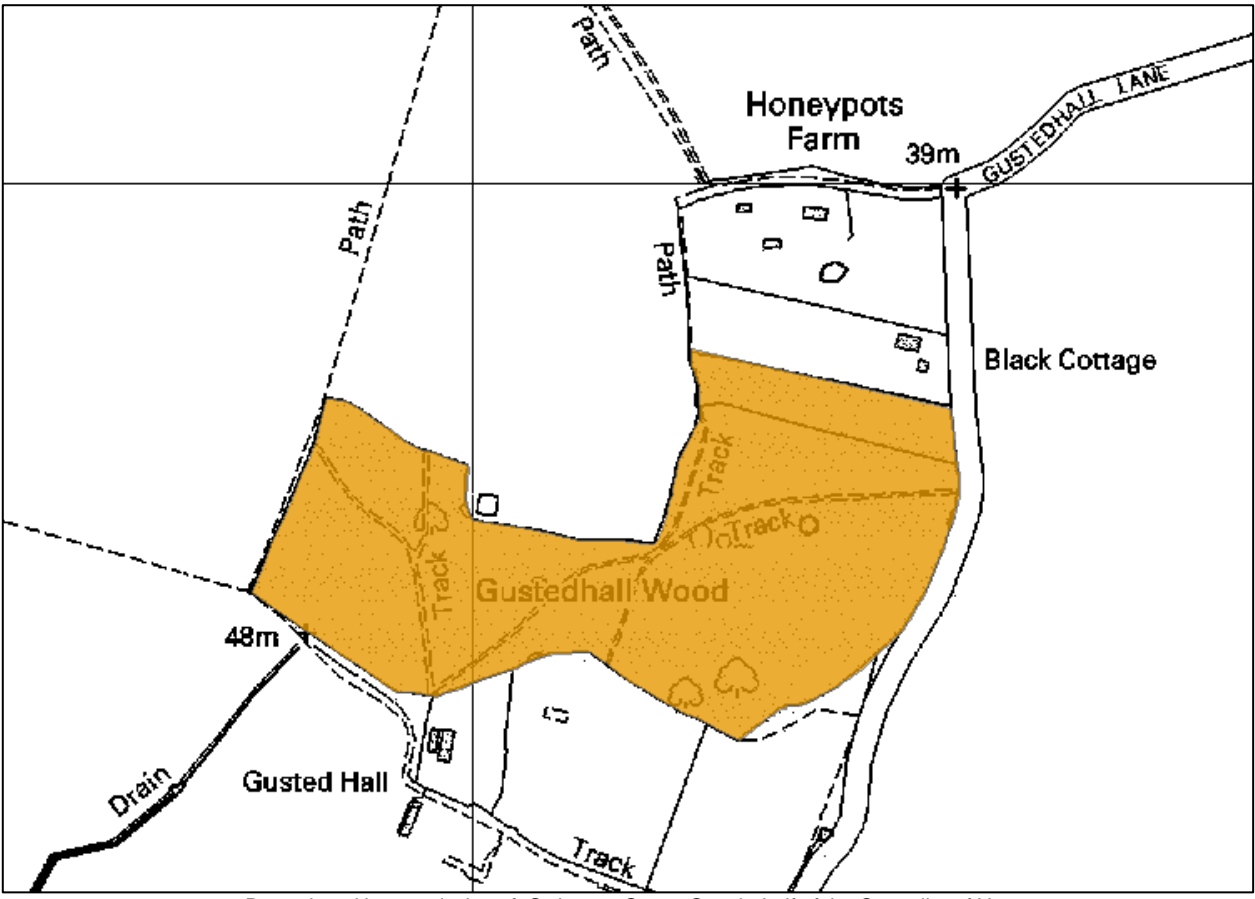 Path
Honeypots
Farm
39m
GUSTEDHALL LANE
Path
Path
Black Cottage
Track
Track
Track
Gustedhall Wood
48m
Gusted Hall
Drain
Track